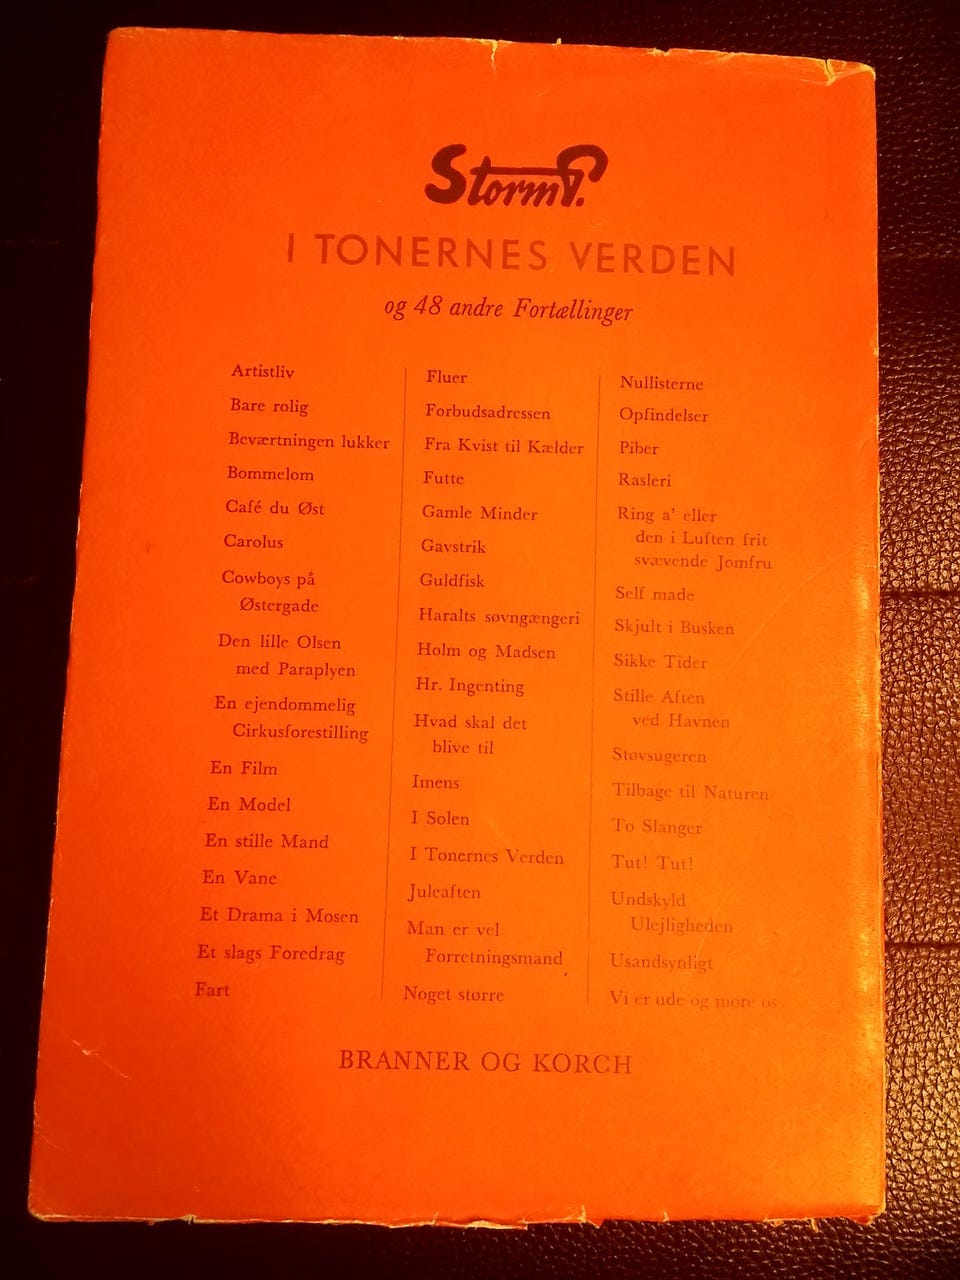 Storm P.
I TONERNES VERDEN
og 48 andre Fortællinger
Artistliv
Bare rolig
Beværtningen lukker
Bommelom
Café du Øst
Carolus
Cowboys på
Østergade
Den lille Olsen
med Paraplyen
En ejendommelig
Cirkusforestilling
En Film
En Model
En stille Mand
En Vane
Et Drama i Mosen
Et slags Foredrag
Fart
Fluer
Forbudsadressen
Fra Kvist til Kælder
Futte
Gamle Minder
Gavstrik
Guldfisk
Haralts søvngængeri
Holm og Madsen
Hr. Ingenting
Hvad skal det
blive til
Imens
I Solen
I Tonernes Verden
Juleaften
Man er vel
Forretningsmand
Noget større
Nullisterne
Opfindelser
Piber
Rasleri
Ring a' eller
den i Luften frit
svævende Jomfru
Self made
Skjult i Busken
Sikke Tider
Stille Aften
ved Havnen
Støvsugeren
Tilbage til Naturen
To Slanger
Tut! Tut!
Undskyld
Ulejligheden
Usandsynligt
Vi er ude og more os
BRANNER OG KORCH